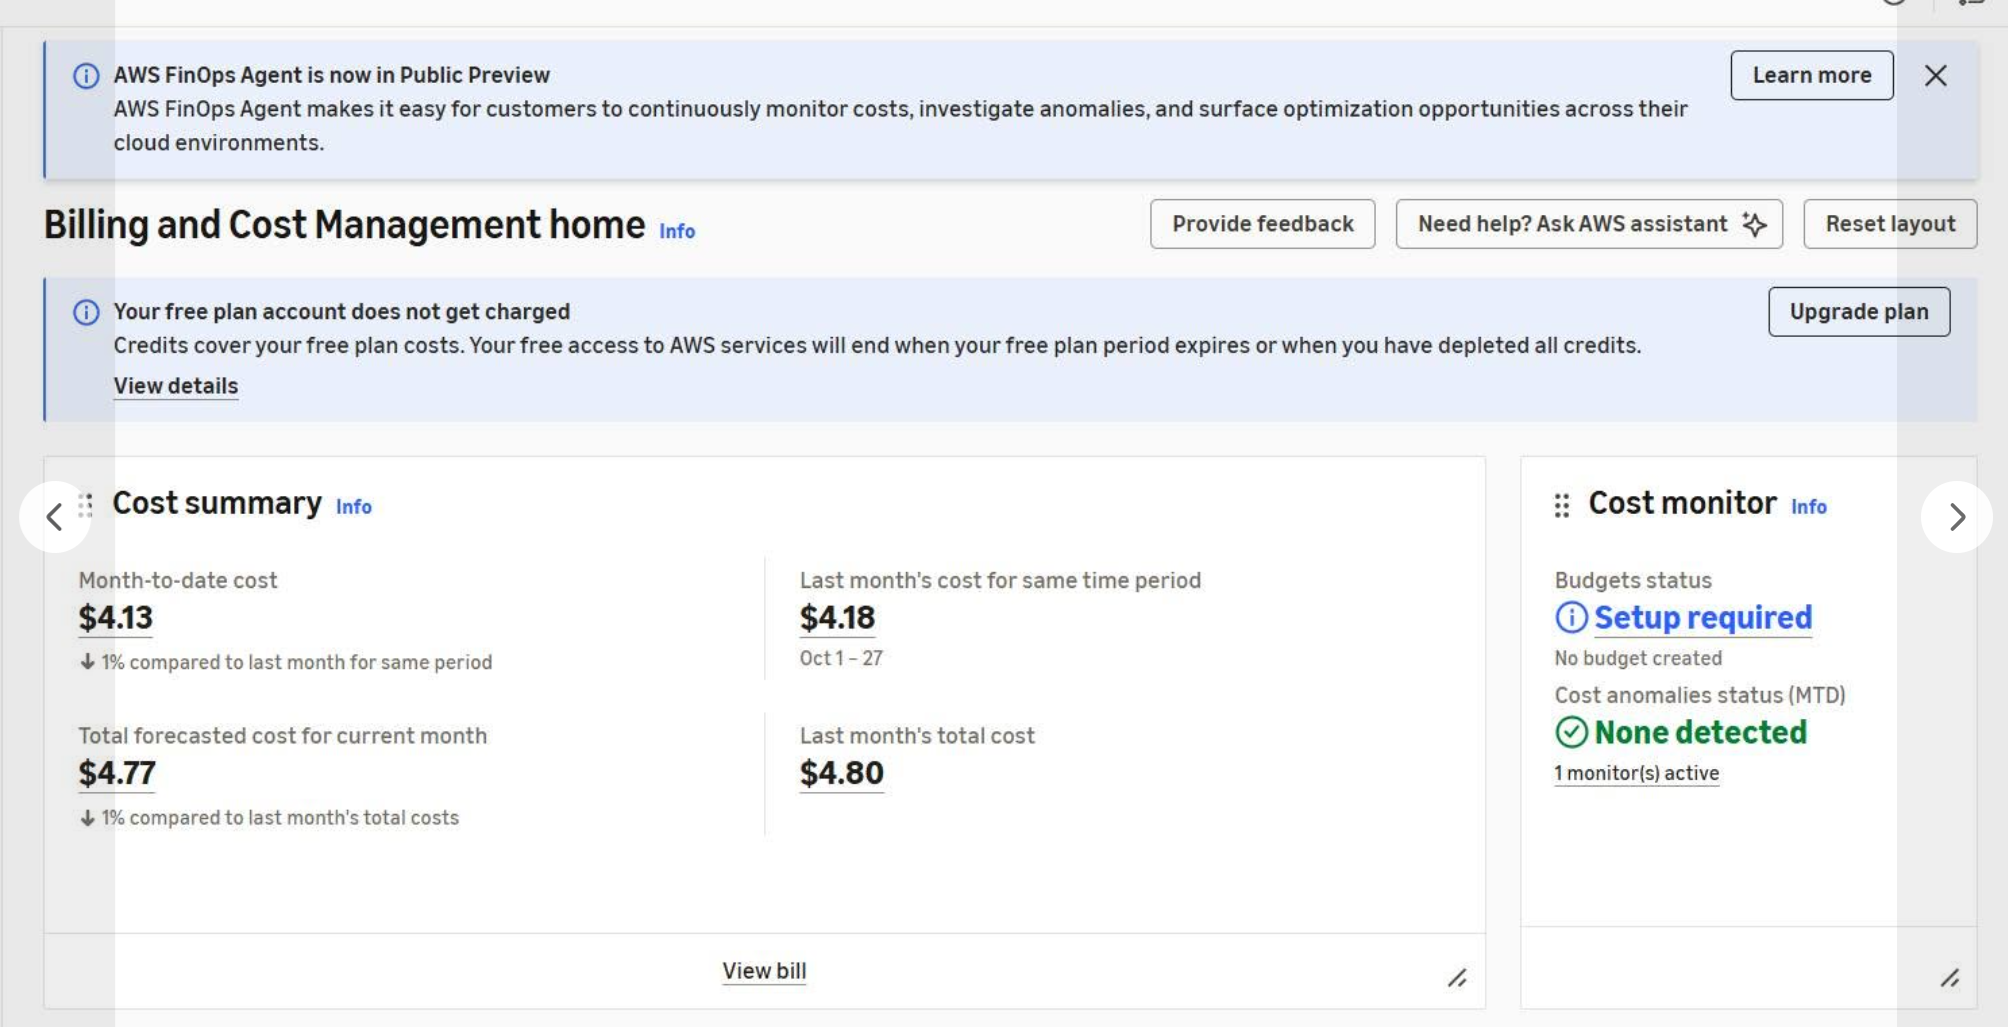 AWS FinOps Agent is now in Public Preview
Learn more
AWS FinOps Agent makes it easy for customers to continuously monitor costs, investigate anomalies, and surface optimization opportunities across their
cloud environments.
Billing and Cost Management home Info
Provide feedback
Need help? Ask AWS assistant
Reset layout
Your free plan account does not get charged
Upgrade plan
Credits cover your free plan costs. Your free access to AWS services will end when your free plan period expires or when you have depleted all credits.
View details
Cost summary Info
Month-to-date cost
$4.13
1% compared to last month for same period
Last month's cost for same time period
$4.18
Oct 1 – 27
Total forecasted cost for current month
$4.77
1% compared to last month's total costs
Last month's total cost
$4.80
View bill
Cost monitor Info
Budgets status
Setup required
No budget created
Cost anomalies status (MTD)
None detected
1 monitor(s) active